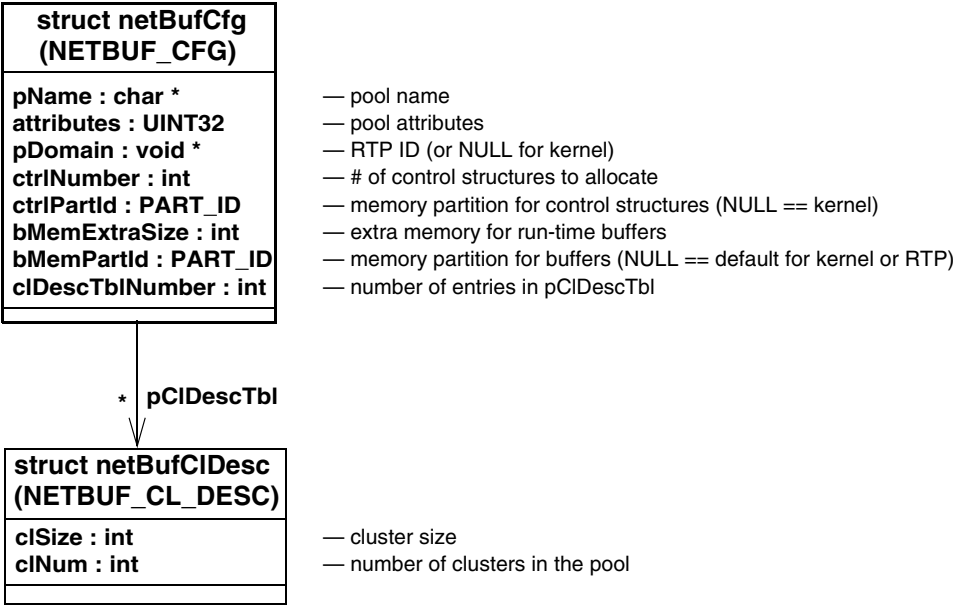 struct netBufCfg
(NETBUF_CFG)
pName : char * — pool name
attributes : UINT32 — pool attributes
pDomain : void * — RTP ID (or NULL for kernel)
ctrlNumber : int — # of control structures to allocate
ctrlPartId : PART_ID — memory partition for control structures (NULL == kernel)
bMemExtraSize : int — extra memory for run-time buffers
bMemPartId : PART_ID — memory partition for buffers (NULL == default for kernel or RTP)
clDescTblNumber : int — number of entries in pClDescTbl
* pClDescTbl
struct netBufClDesc
(NETBUF_CL_DESC)
clSize : int — cluster size
clNum : int — number of clusters in the pool